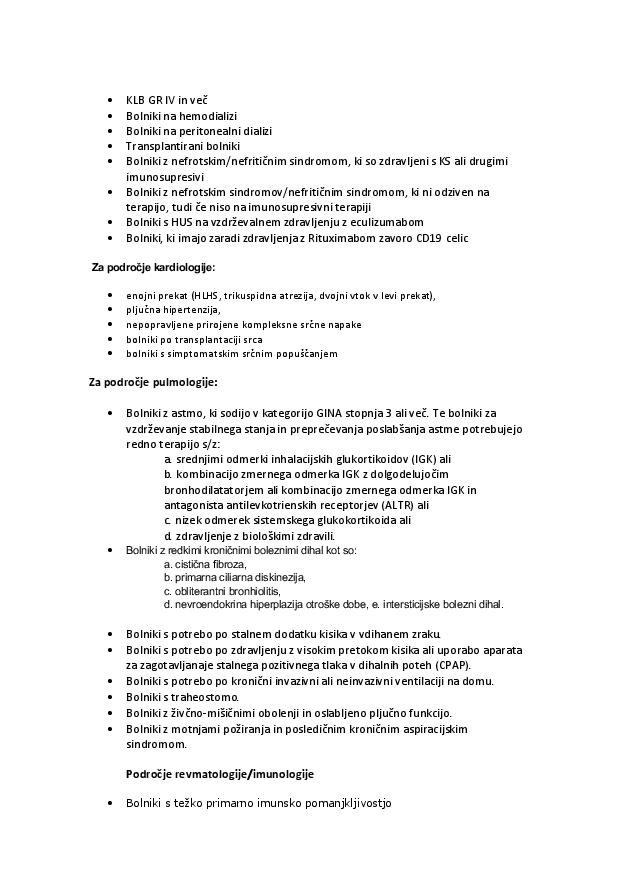 • KLB GR IV in več
• Bolniki na hemodializi
• Bolniki na peritonealni dializi
• Transplantirani bolniki
• Bolniki z nefrotskim/nefritičnim sindromom, ki so zdravljeni s KS ali drugimi
imunosupresivi
• Bolniki z nefrotskim sindromov/nefritičnim sindromom, ki ni odziven na
terapijo, tudi če niso na imunosupresivni terapiji
• Bolniki s HUS na vzdrževalnem zdravljenju z eculizumabom
• Bolniki, ki imajo zaradi zdravljenja z Rituximabom zavoro CD19 celic
Za področje kardiologije:
• enojni prekat (HLHS, trikuspidna atrezija, dvojni vtok v levi prekat),
• pljučna hipertenzija,
• nepopravljene prirojene kompleksne srčne napake
• bolniki po transplantaciji srca
• bolniki s simptomatskim srčnim popuščanjem
Za področje pulmologije:
• Bolniki z astmo, ki sodijo v kategorijo GINA stopnja 3 ali več. Te bolniki za
vzdrževanje stabilnega stanja in preprečevanja poslabšanja astme potrebujejo
redno terapijo s/z:
a. srednjimi odmerki inhalacijskih glukortikoidov (IGK) ali
b. kombinacijo zmernega odmerka IGK z dolgodelujočim
bronhodilatatorjem ali kombinacijo zmernega odmerka IGK in
antagonista antilevkotrienskih receptorjev (ALTR) ali
c. nizek odmerek sistemskega glukokortikoida ali
d. zdravljenje z biološkimi zdravili.
• Bolniki z redkimi kroničnimi boleznimi dihal kot so:
a. cistična fibroza,
b. primarna ciliarna diskinezija,
c. obliterantni bronhiolitis,
d. nevroendokrina hiperplazija otroške dobe, e. intersticijske bolezni dihal.
• Bolniki s potrebo po stalnem dodatku kisika v vdihanem zraku.
• Bolniki s potrebo po zdravljenju z visokim pretokom kisika ali uporabo aparata
za zagotavljanaje stalnega pozitivnega tlaka v dihalnih poteh (CPAP).
• Bolniki s potrebo po kronični invazivni ali neinvazivni ventilaciji na domu.
• Bolniki s traheostomo.
• Bolniki z živčno-mišičnimi obolenji in oslabljeno pljučno funkcijo.
• Bolniki z motnjami požiranja in posledičnim kroničnim aspiracijskim
sindromom.
Področje revmatologije/imunologije
• Bolniki s težko primarno imunsko pomanjkljivostjo